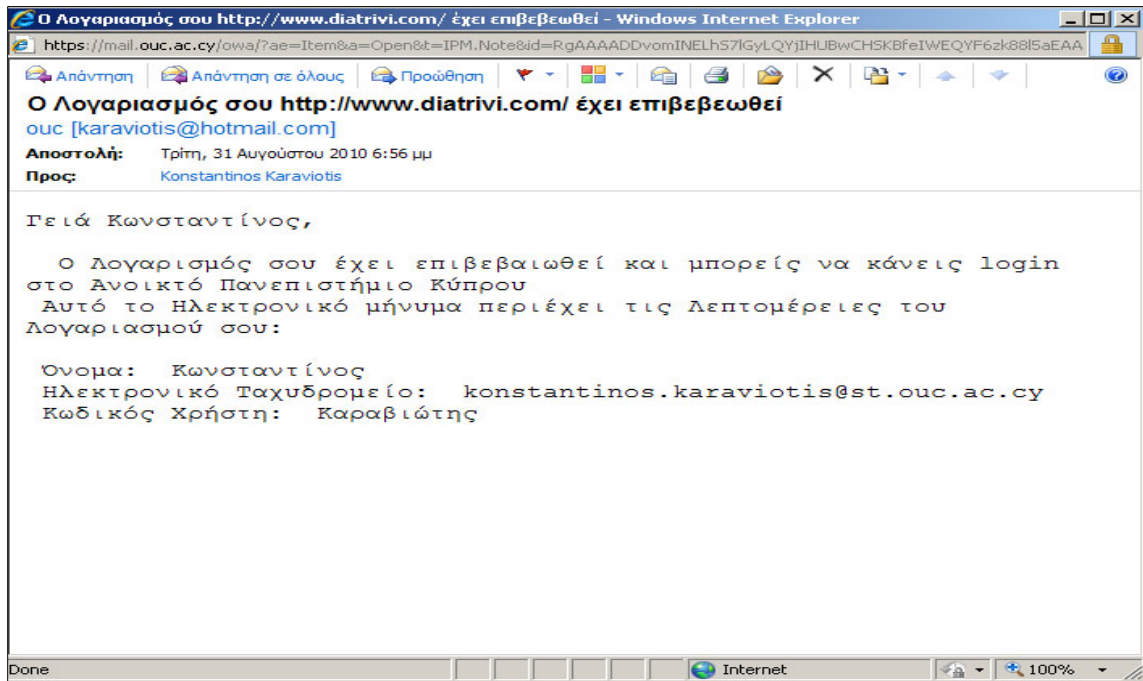 Ο Λογαριασμός σου http://www.diatrivi.com/ έχει επιβεβεωθεί - Windows Internet Explorer
https://mail.ouc.ac.cy/owa/?ae=Item&a=Open&t=IPM.Note&id=
Απάντηση Απάντηση σε όλους Προώθηση
Ο Λογαριασμός σου http://www.diatrivi.com/ έχει επιβεβεωθεί
ouc [karaviotis@hotmail.com]
Αποστολή: Τρίτη, 31 Αυγούστου 2010 6:56 μμ
Προς: Konstantinos Karaviotis
Γειά Κωνσταντίνος,
Ο Λογαρισμός σου έχει επιβεβαιωθεί και μπορείς να κάνεις login
στο Ανοικτό Πανεπιστήμιο Κύπρου
Αυτό το Ηλεκτρονικό μήνυμα περιέχει τις Λεπτομέρειες του
Λογαριασμού σου:
Όνομα: Κωνσταντίνος
Ηλεκτρονικό Ταχυδρομείο: konstantinos.karaviotis@st.ouc.ac.cy
Κωδικός Χρήστη: Καραβιώτης
Done Internet 100%